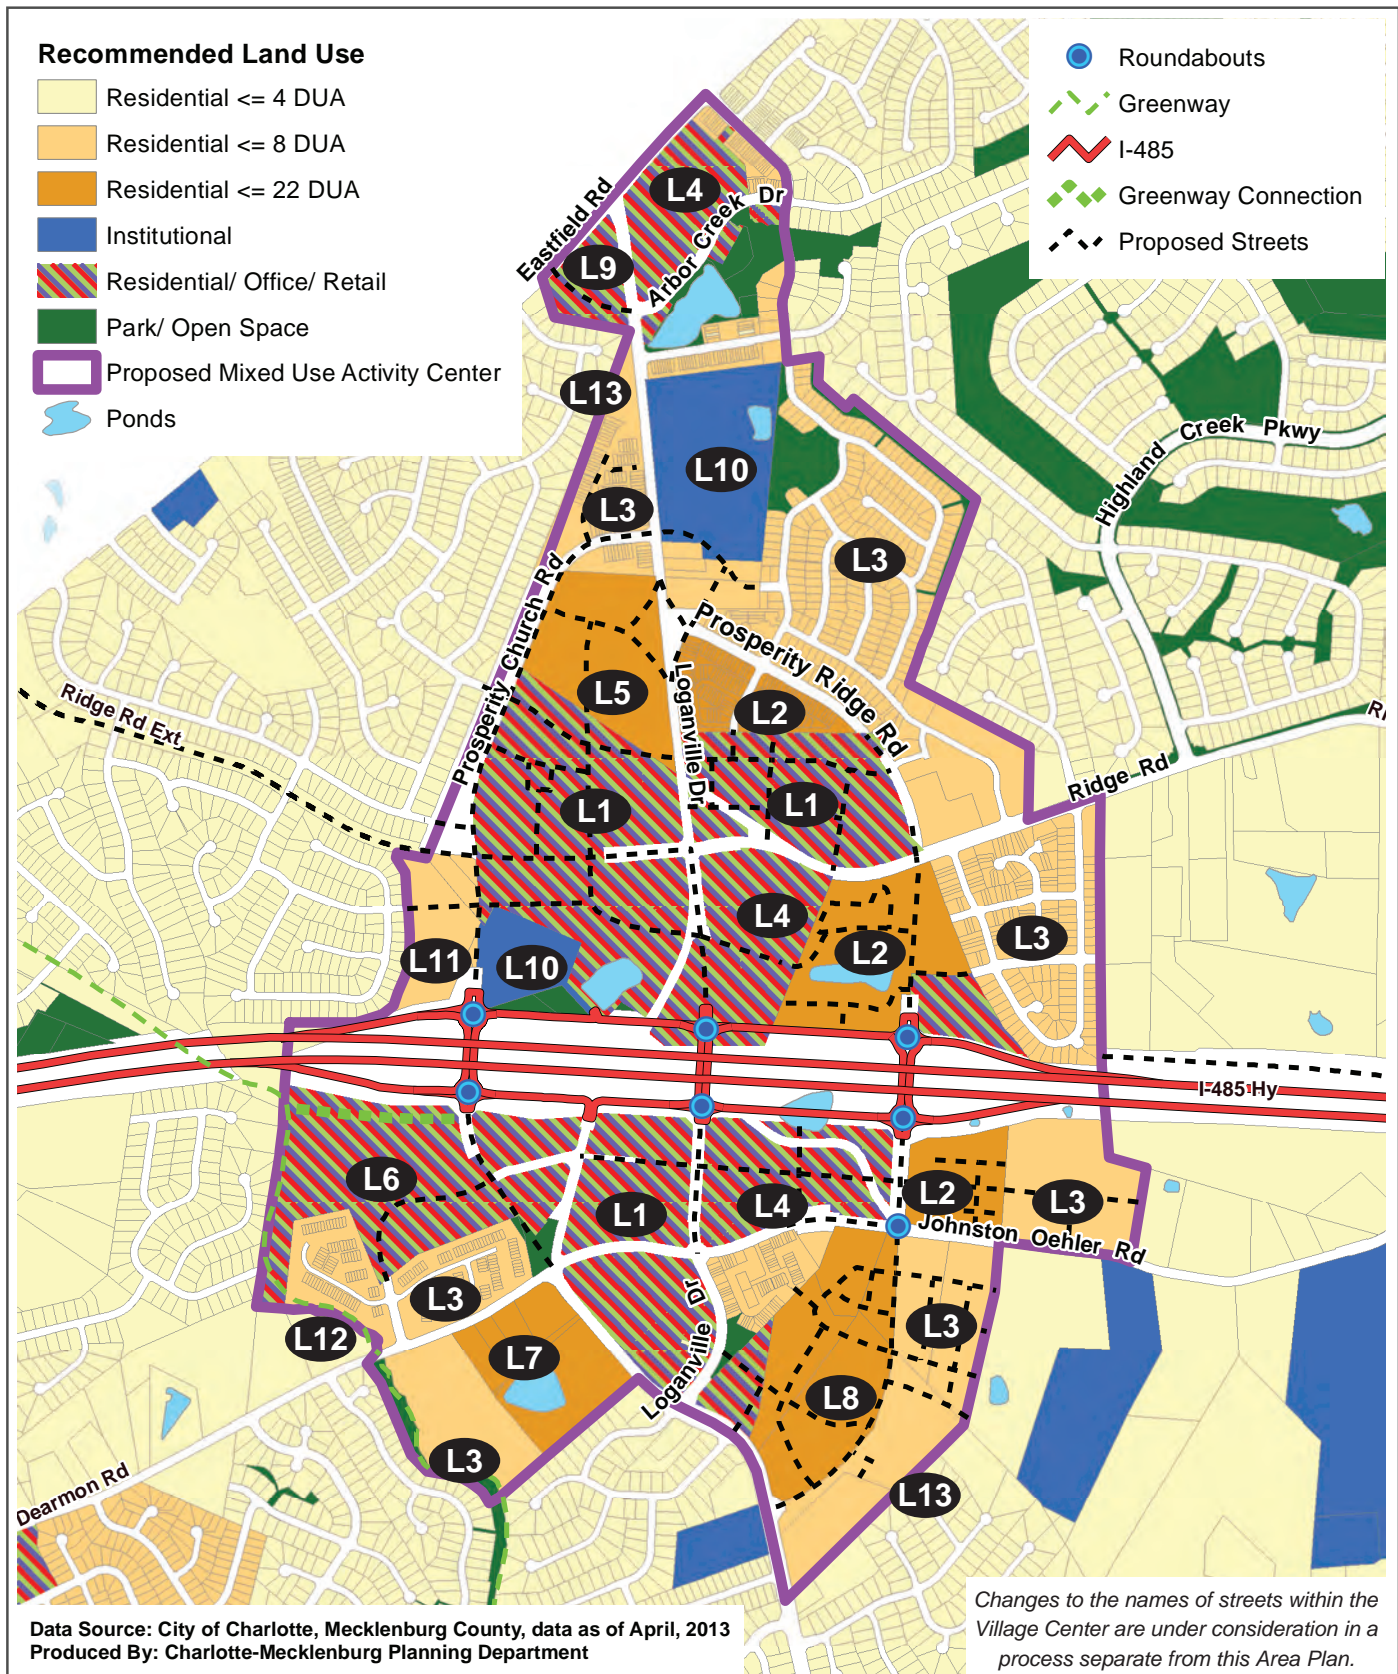 Recommended Land Use
Residential <= 4 DUA
Residential <= 8 DUA
Residential <= 22 DUA
Institutional
Residential/ Office/ Retail
Park/ Open Space
Proposed Mixed Use Activity Center
Ponds
Roundabouts
Greenway
I-485
Greenway Connection
Proposed Streets
Eastfield Rd
L4
Arbor Creek Dr
L9
L13
L10
L3
L3
Highland Creek Pkwy
Prosperity Church Rd
Prosperity Ridge Rd
Loganville Dr
L5
L2
Ridge Rd Ext
Ridge Rd
L1
L1
L4
L3
L11
L10
L2
I-485 Hy
L6
L1
L4
L2
L3
Johnston Oehler Rd
L3
L12
L7
Loganville Dr
L3
L8
L3
L13
Dearmon Rd
Data Source: City of Charlotte, Mecklenburg County, data as of April, 2013
Produced By: Charlotte-Mecklenburg Planning Department
Changes to the names of streets within the
Village Center are under consideration in a
process separate from this Area Plan.